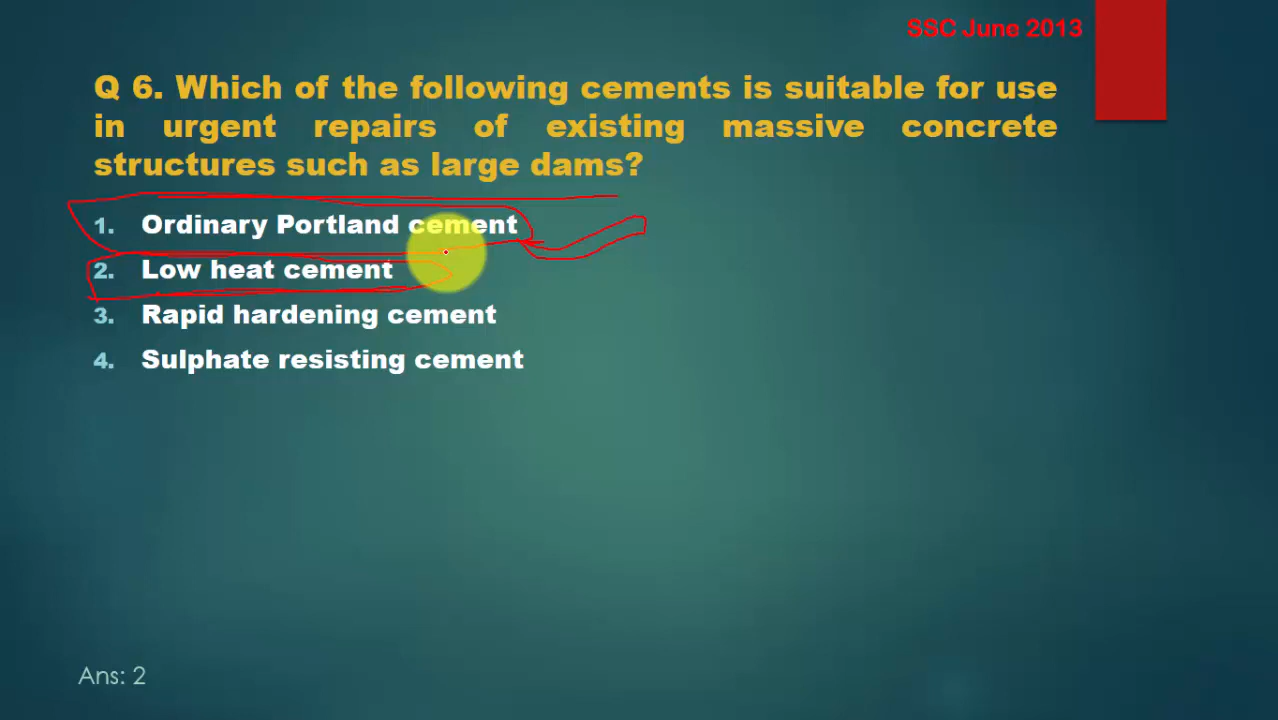 SSC June 2013
Q 6. Which of the following cements is suitable for use
in urgent repairs of existing massive concrete
structures such as large dams?
1. Ordinary Portland cement
2. Low heat cement
3. Rapid hardening cement
4. Sulphate resisting cement
Ans: 2